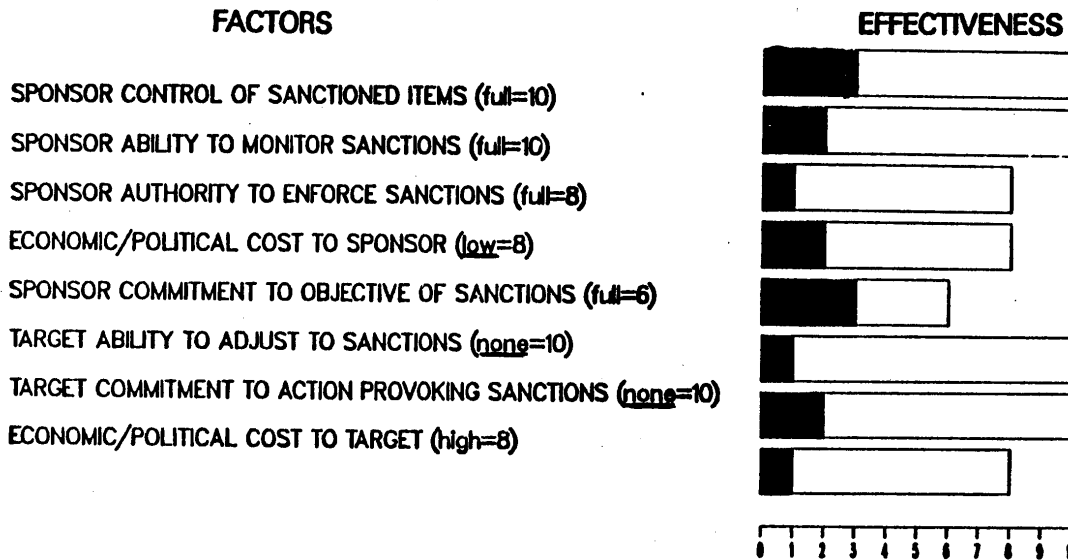 FACTORS
EFFECTIVENESS
SPONSOR CONTROL OF SANCTIONED ITEMS (full=10)
SPONSOR ABILITY TO MONITOR SANCTIONS (full=10)
SPONSOR AUTHORITY TO ENFORCE SANCTIONS (full=8)
ECONOMIC/POLITICAL COST TO SPONSOR (low=8)
SPONSOR COMMITMENT TO OBJECTIVE OF SANCTIONS (full=6)
TARGET ABILITY TO ADJUST TO SANCTIONS (none=10)
TARGET COMMITMENT TO ACTION PROVOKING SANCTIONS (none=10)
ECONOMIC/POLITICAL COST TO TARGET (high=8)
0 1 2 3 4 5 6 7 8 9